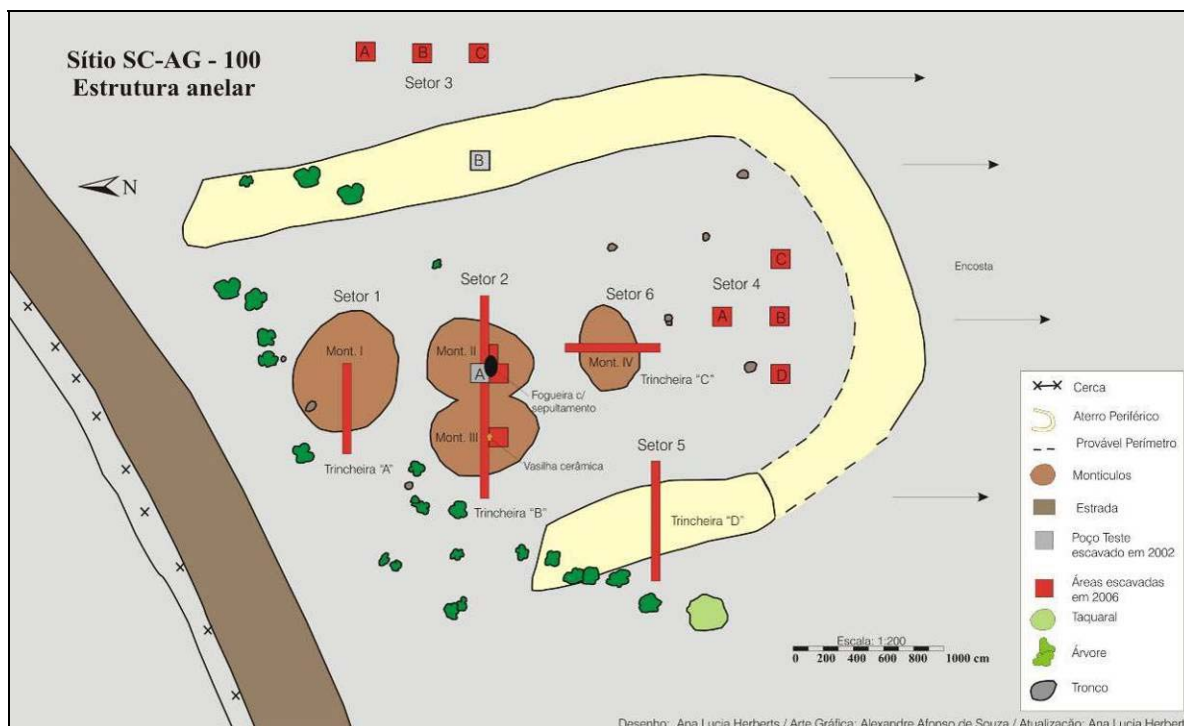 Sítio SC-AG - 100
Estrutura anelar
A
B
C
Setor 3
B
N
Setor 2
Setor 1
Setor 6
Setor 4
C
Encosta
A
B
D
Mont. I
Mont. II
A
Mont. IV
Trincheira "C"
Fogueira c/
sepultamento
Mont. III
Setor 5
Trincheira "A"
Vasilha cerâmica
Trincheira "B"
Trincheira "D"
Cerca
Aterro Periférico
Provável Perímetro
Montículos
Estrada
Poço Teste
escavado em 2002
Áreas escavadas
em 2006
Taquaral
Árvore
Tronco
Escala: 1:200
0 200 400 600 1000 cm
Desenho: Ana Lucia Herberts / Arte Gráfica: Alexandre Afonso de Souza / Atualização: Ana Lucia Herbert